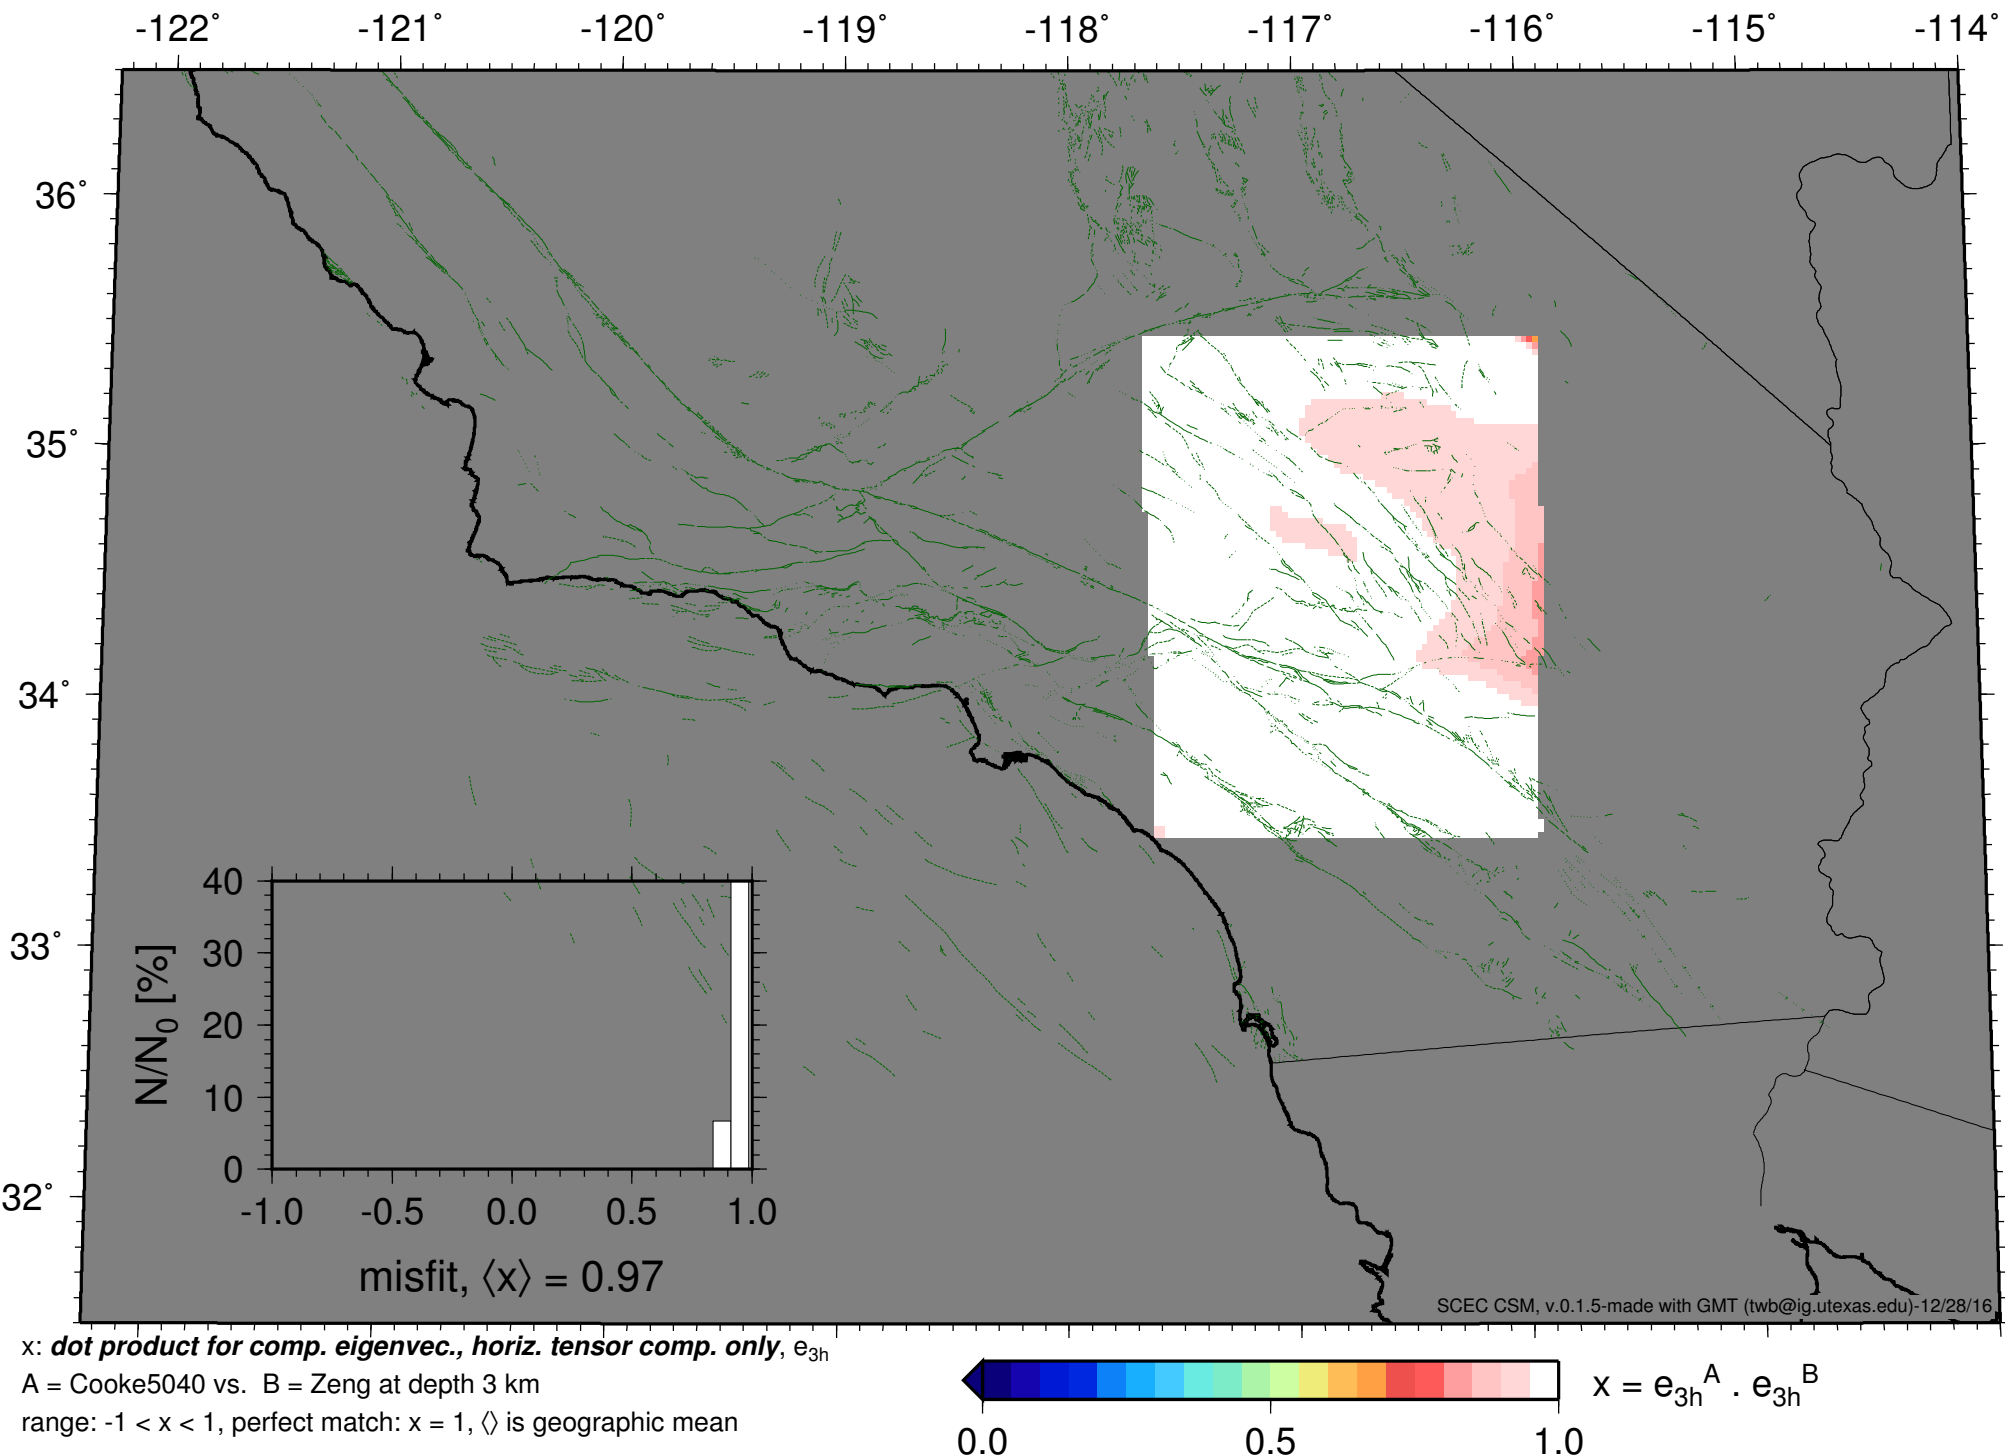 -122˚ -121˚ -120˚ -119˚ -118˚ -117˚ -116˚ -115˚ -114˚
36˚
35˚
34˚
33˚
32˚
40
30
20
10
0
N/N0 [%]
-1.0 -0.5 0.0 0.5 1.0
misfit, ⟨x⟩ = 0.97
SCEC CSM, v.0.1.5-made with GMT (twb@ig.utexas.edu)-12/28/16
x: dot product for comp. eigenvec., horiz. tensor comp. only, e3h
A = Cooke5040 vs. B = Zeng at depth 3 km
range: -1 < x < 1, perfect match: x = 1, ⟨⟩ is geographic mean
x = e3h^A . e3h^B
0.0 0.5 1.0